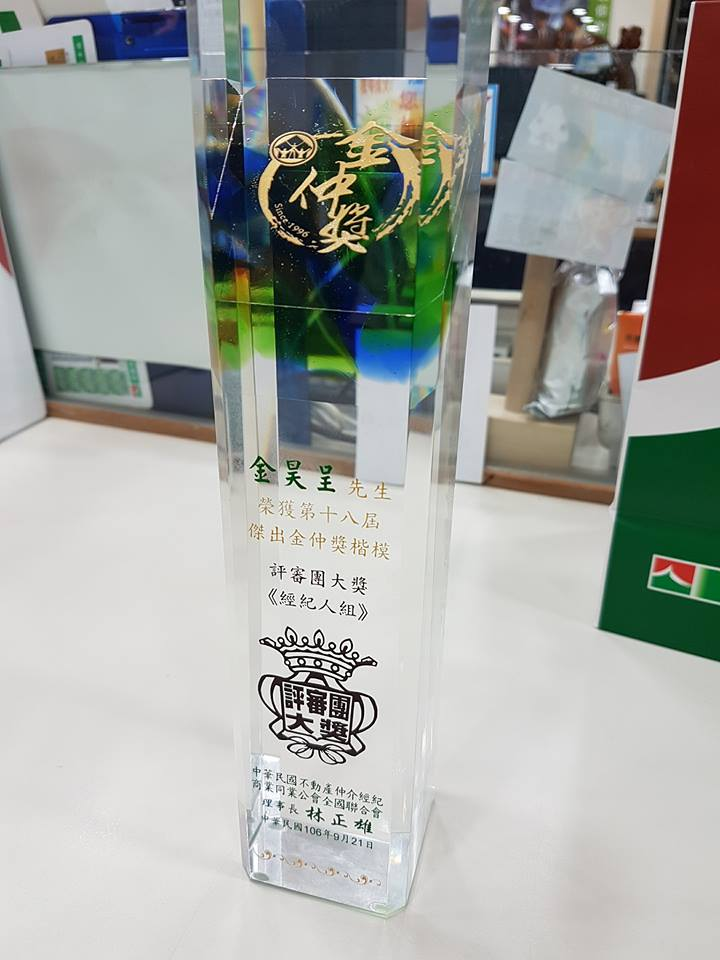 金仲獎
Since 1996
金昊呈 先生
榮獲第十八屆
傑出金仲獎楷模
評審團大獎
《經紀人組》
評審團
大獎
中華民國不動產仲介經紀
商業同業公會全國聯合會
理事長 林正雄
中華民國106年9月21日